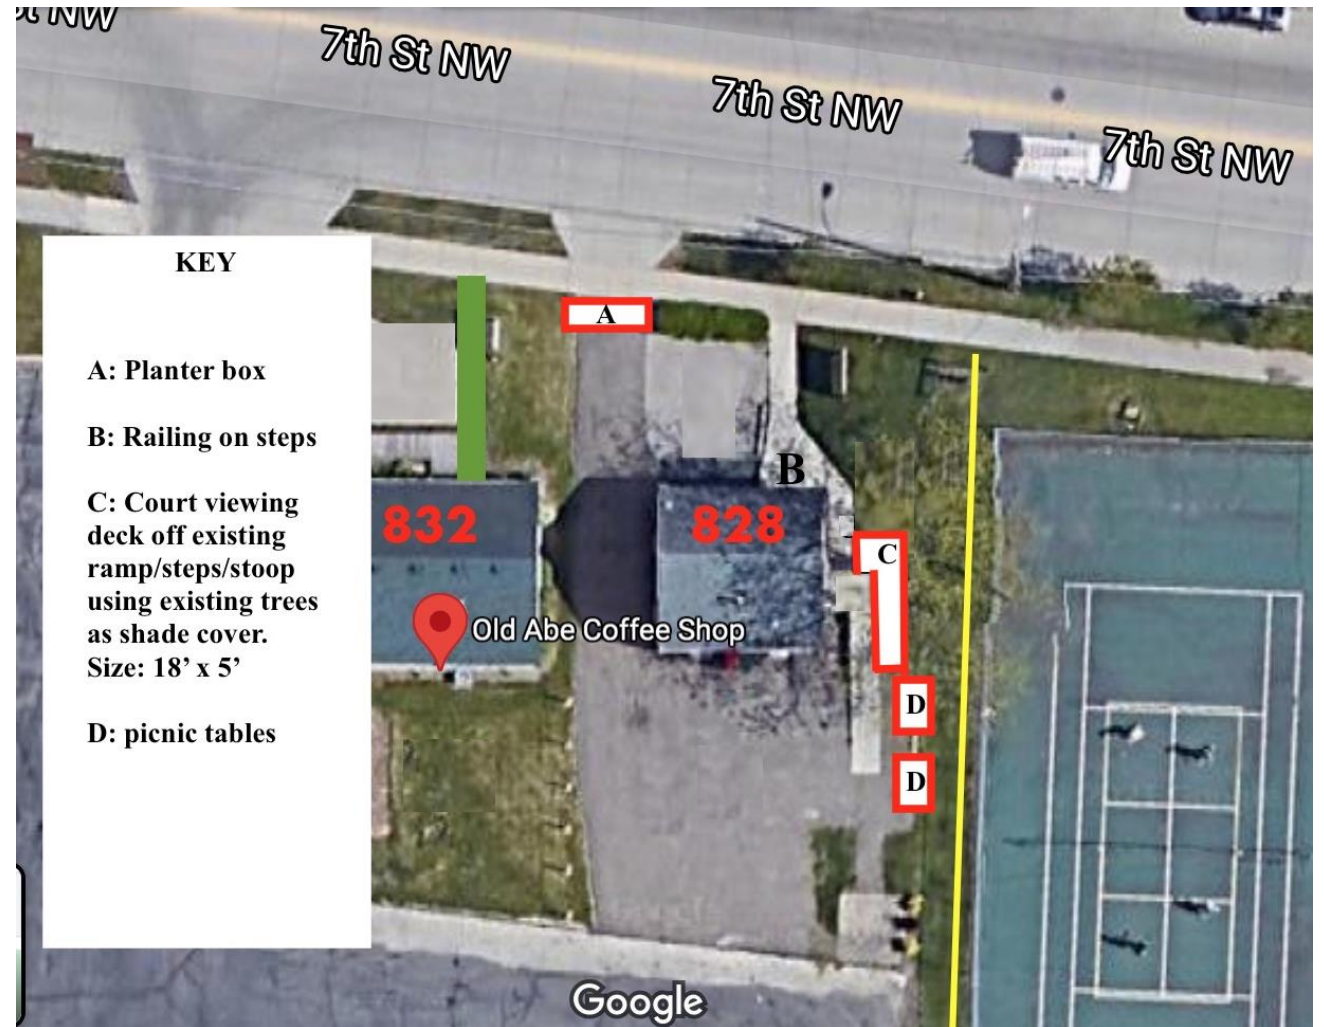 St NW
7th St NW
7th St NW
7th St NW
KEY
A: Planter box
B: Railing on steps
C: Court viewing
deck off existing
ramp/steps/stoop
using existing trees
as shade cover.
Size: 18’ x 5’
D: picnic tables
A
B
832
828
C
Old Abe Coffee Shop
D
D
Google